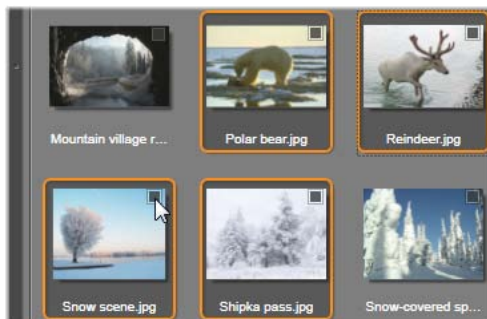 Mountain village r...
Polar bear.jpg
Reindeer.jpg
Snow scene.jpg
Shipka pass.jpg
Snow-covered sp...